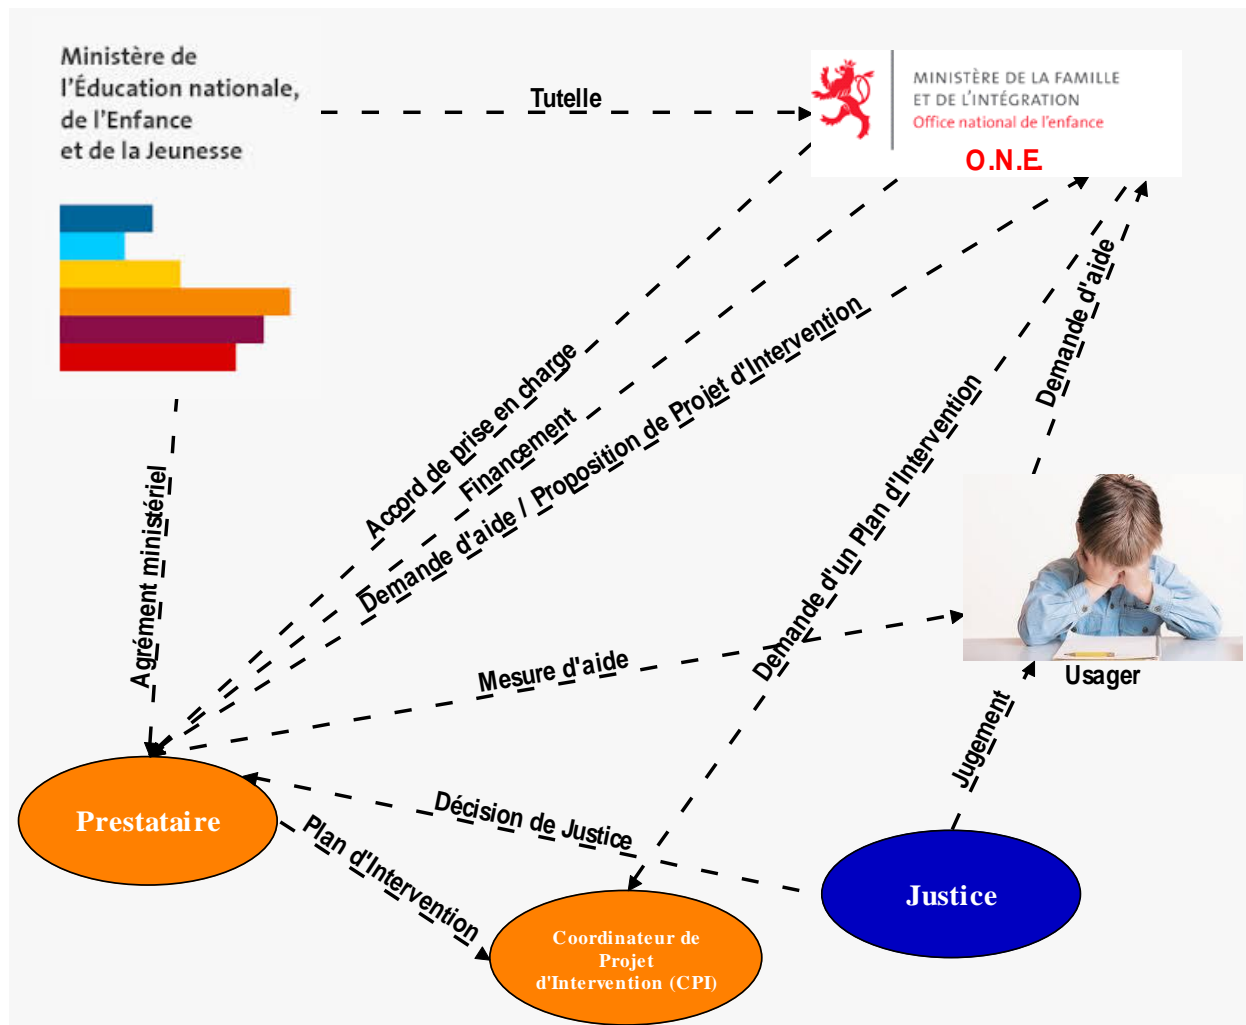 Ministère de
l'Éducation nationale,
de l'Enfance
et de la Jeunesse
Tutelle
MINISTÈRE DE LA FAMILLE
ET DE L'INTÉGRATION
Office national de l'enfance
O.N.E.
Accord de prise en charge
Financement
Demande d'aide / Proposition de Projet d'Intervention
Demande d'un Plan d'Intervention
Demande d'aide
Agrément ministériel
Mesure d'aide
Usager
Jugement
Décision de Justice
Prestataire
Plan d'Intervention
Justice
Coordinateur de
Projet
d'Intervention (CPI)